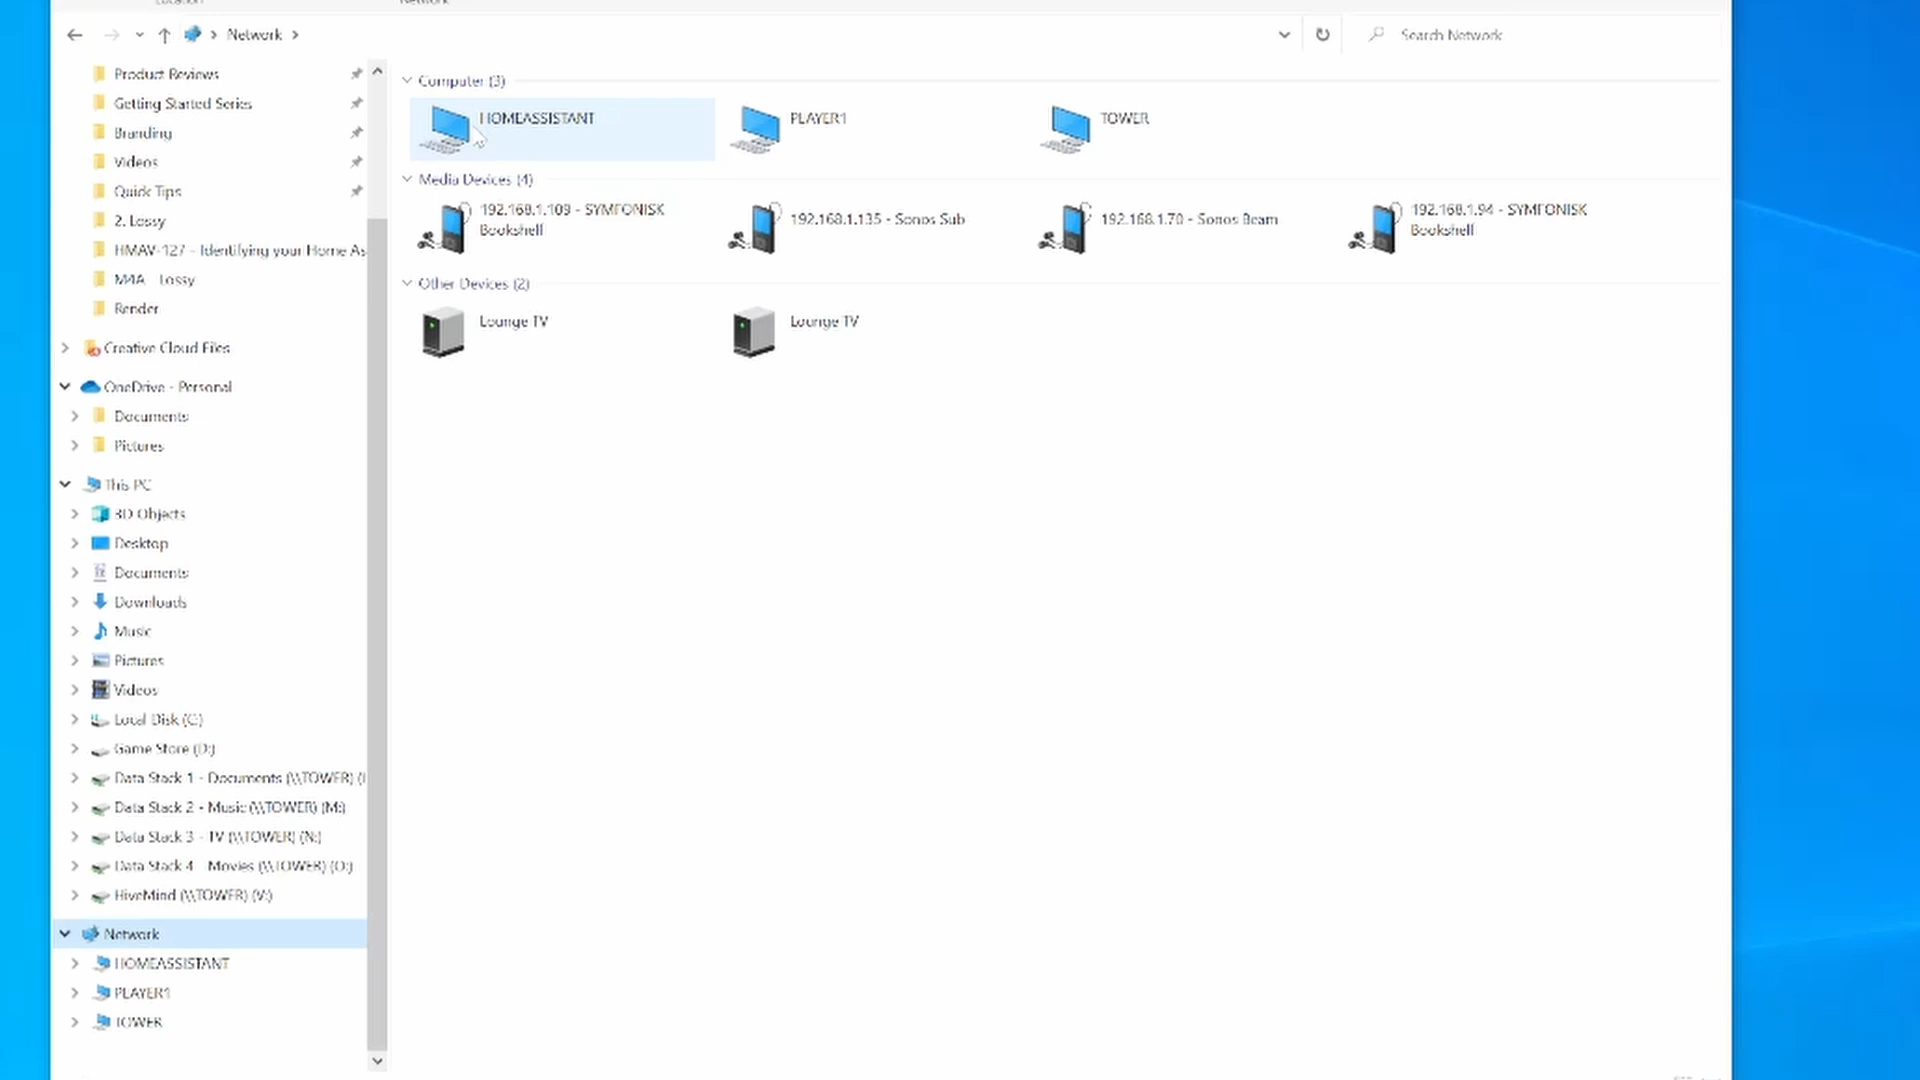 Location
Network
Network
Search Network
Product Reviews
Getting Started Series
Branding
Videos
Quick Tips
2. Lossy
HMAV-127 - Identifying your Home As
M4A - Lossy
Render
Creative Cloud Files
OneDrive - Personal
Documents
Pictures
This PC
3D Objects
Desktop
Documents
Downloads
Music
Pictures
Videos
Local Disk (C:)
Game Store (D:)
Data Stack 1 - Documents (\\TOWER) (
Data Stack 2 - Music (\\TOWER) (M:)
Data Stack 3 - TV (\\TOWER) (N:)
Data Stack 4 - Movies (\\TOWER) (O:)
HiveMind (\\TOWER) (V:)
Network
HOMEASSISTANT
PLAYER1
TOWER
Computer (3)
HOMEASSISTANT
PLAYER1
TOWER
Media Devices (4)
192.168.1.109 - SYMFONISK
Bookshelf
192.168.1.135 - Sonos Sub
192.168.1.70 - Sonos Beam
192.168.1.94 - SYMFONISK
Bookshelf
Other Devices (2)
Lounge TV
Lounge TV